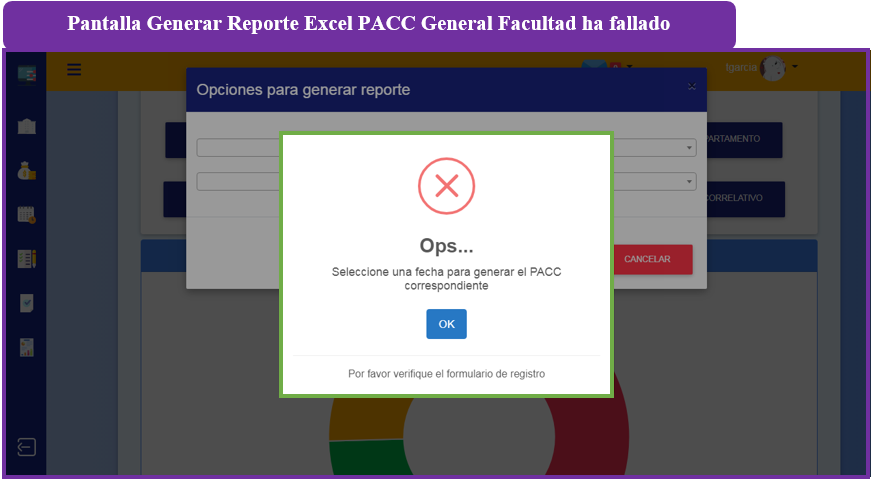 Pantalla Generar Reporte Excel PACC General Facultad ha fallado
lgarcia
Opciones para generar reporte
×
PARTAMENTO
CORRELATIVO
CANCELAR
Ops...
Seleccione una fecha para generar el PACC
correspondiente
OK
Por favor verifique el formulario de registro